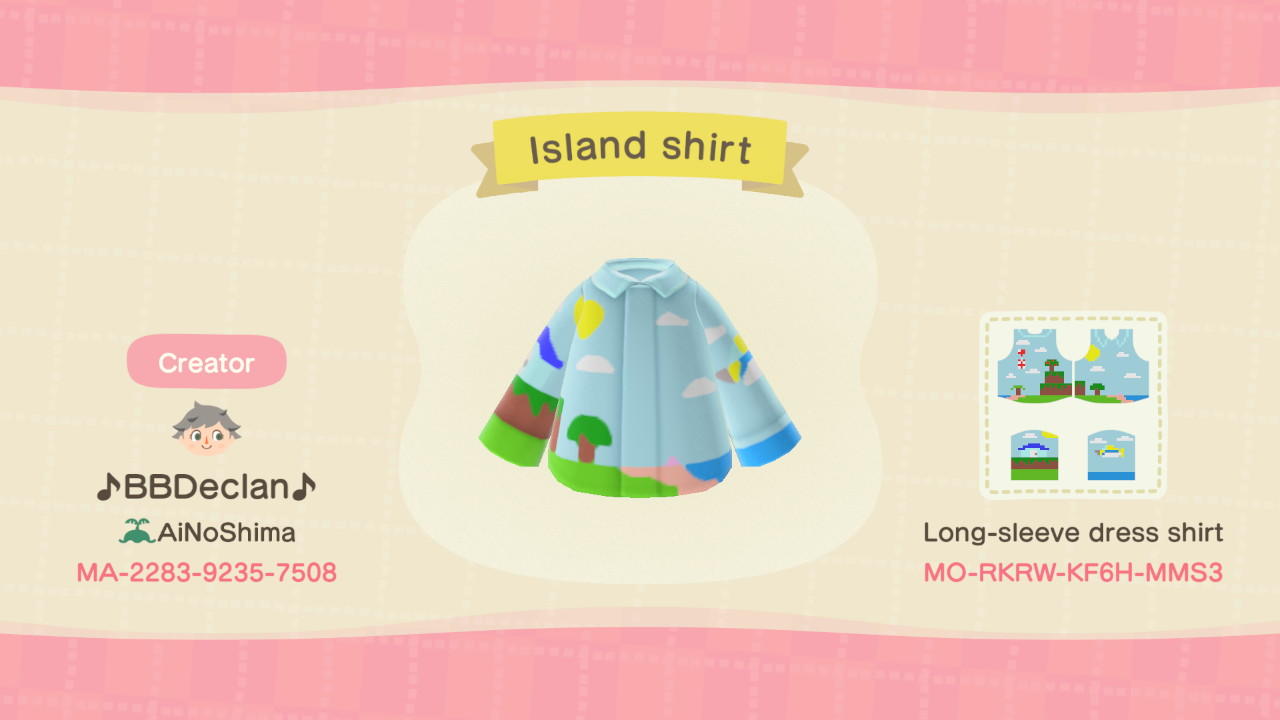 Island shirt
Creator
♪BBDeclan♪
AiNoShima
MA-2283-9235-7508
Long-sleeve dress shirt
MO-RKRW-KF6H-MMS3